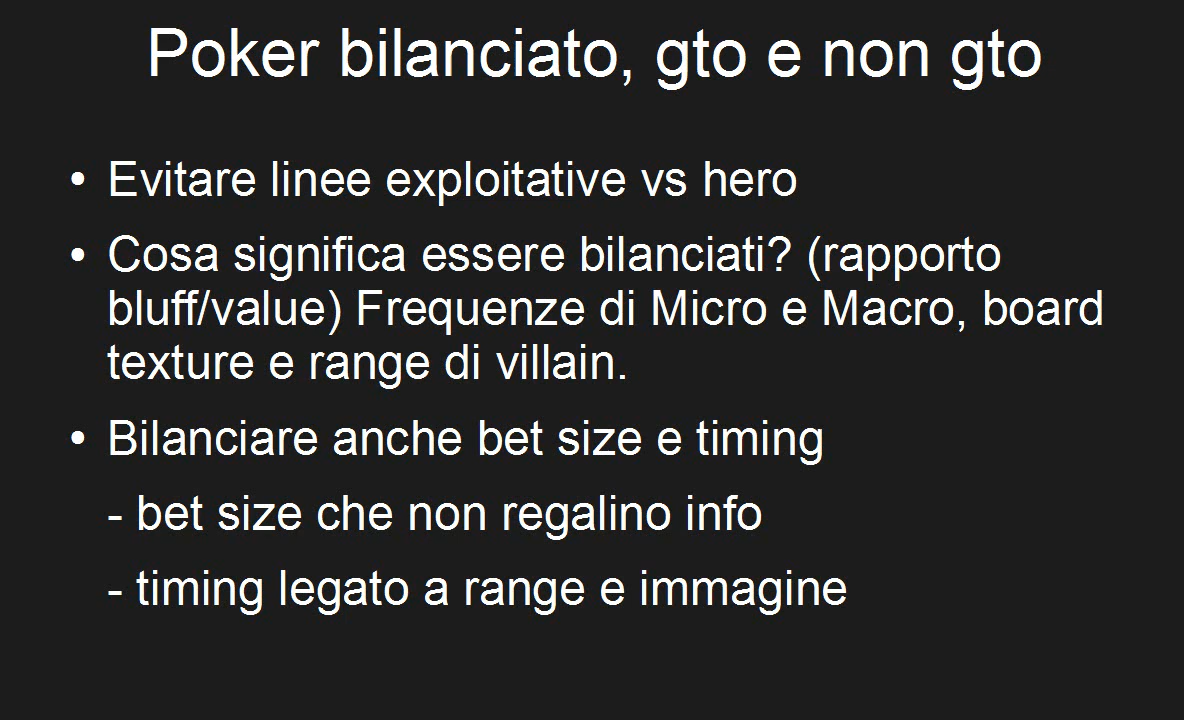 Poker bilanciato, gto e non gto
• Evitare linee exploitative vs hero
• Cosa significa essere bilanciati? (rapporto
bluff/value) Frequenze di Micro e Macro, board
texture e range di villain.
• Bilanciare anche bet size e timing
- bet size che non regalino info
- timing legato a range e immagine